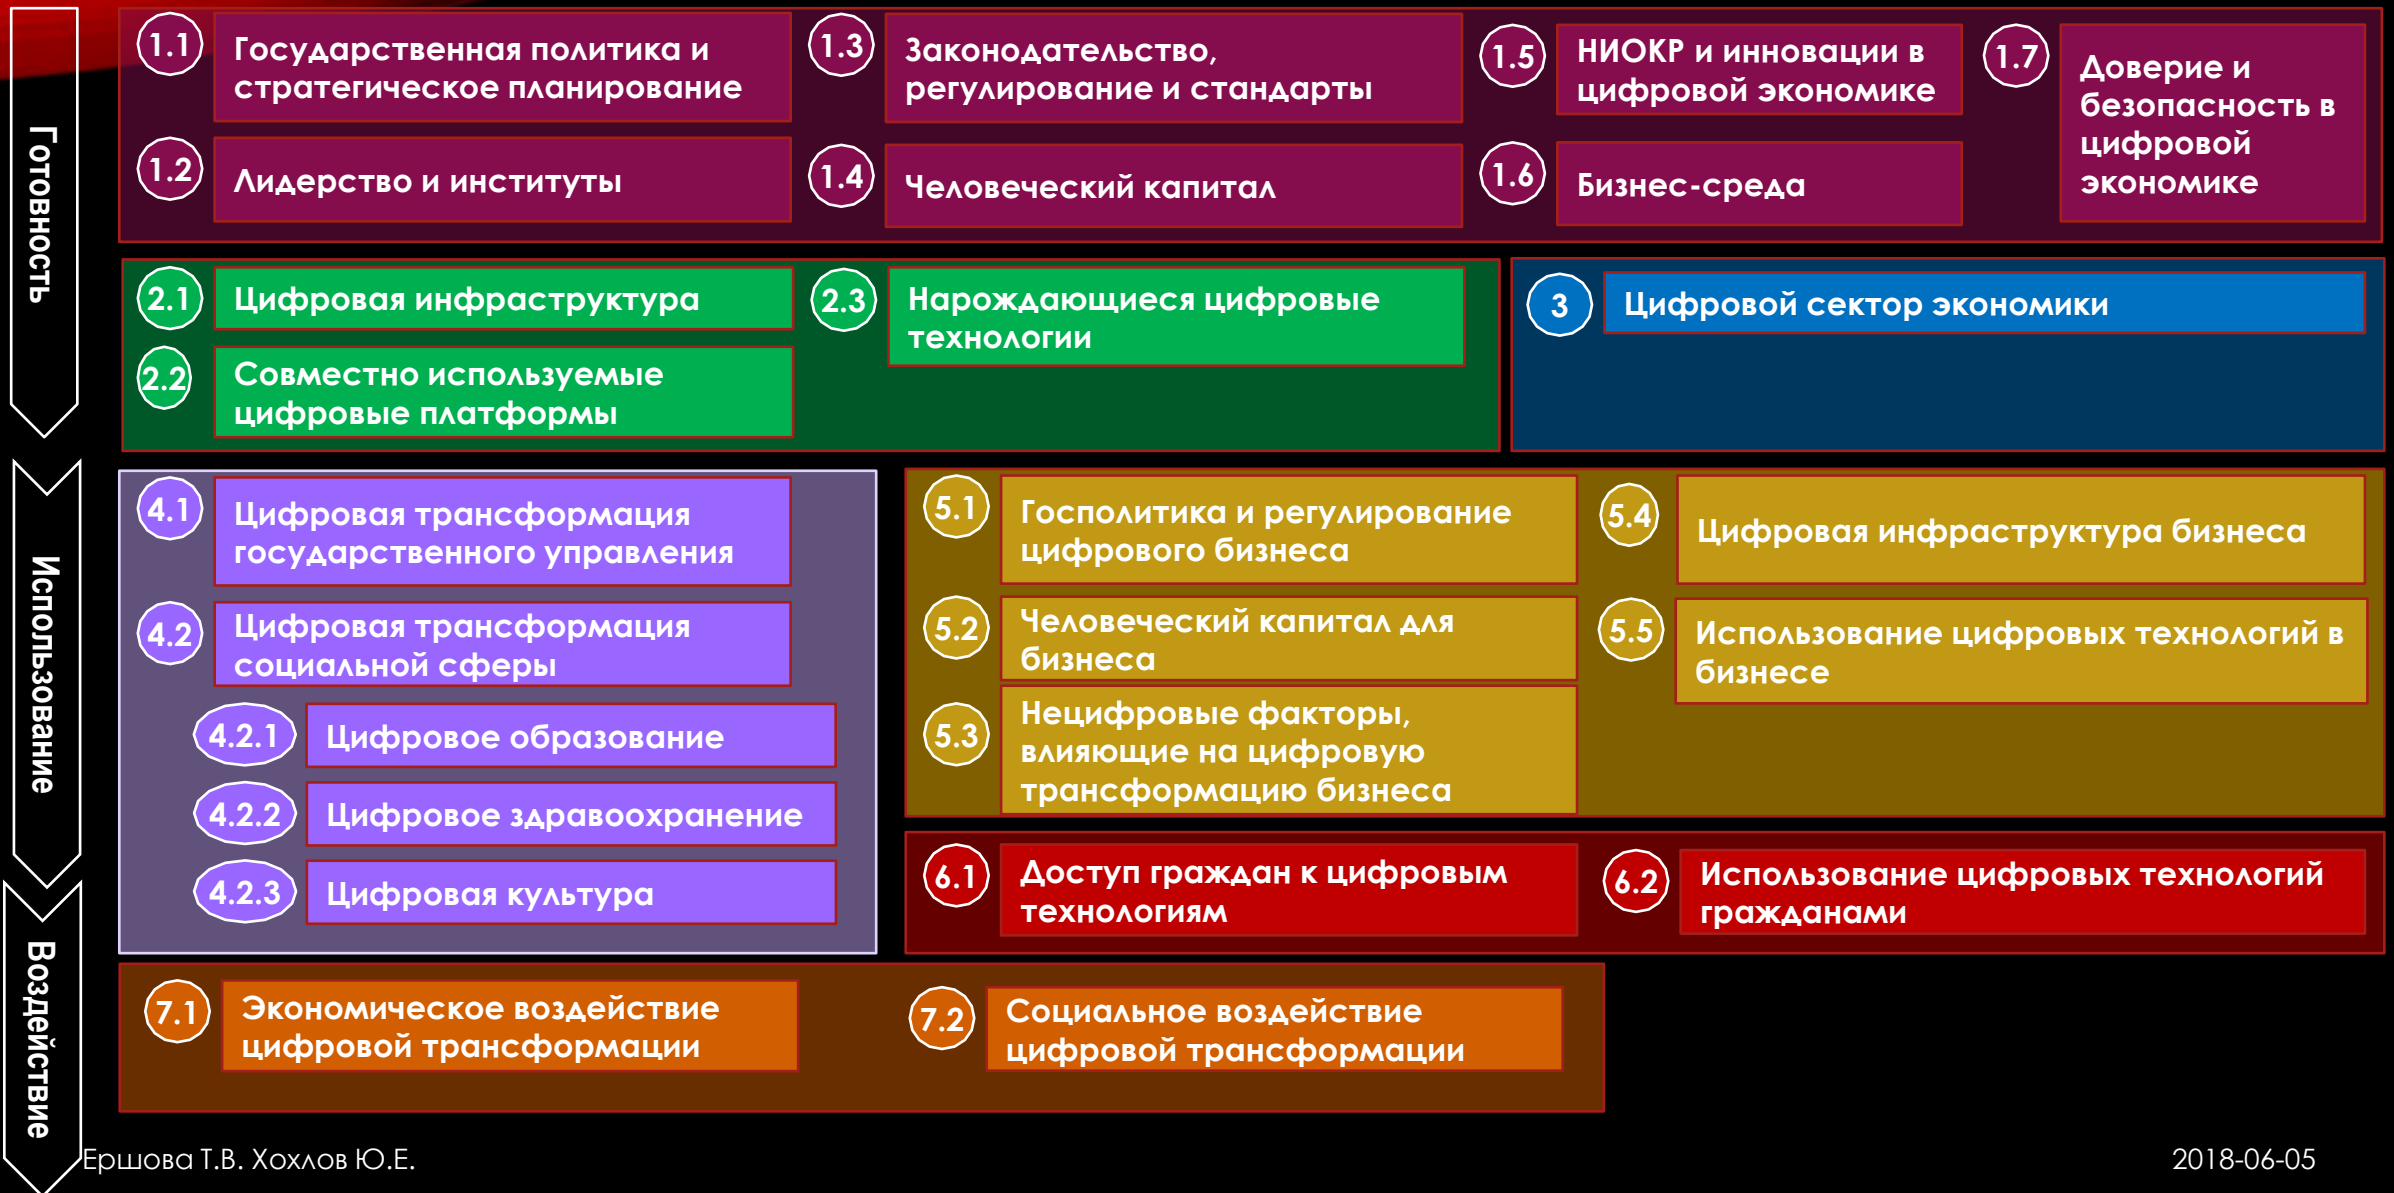 Готовность
1.1
Государственная политика и
стратегическое планирование
1.2
Лидерство и институты
1.3
Законодательство,
регулирование и стандарты
1.4
Человеческий капитал
1.5
НИОКР и инновации в
цифровой экономике
1.6
Бизнес-среда
1.7
Доверие и
безопасность в
цифровой
экономике
2.1
Цифровая инфраструктура
2.2
Совместно используемые
цифровые платформы
2.3
Нарождающиеся цифровые
технологии
3
Цифровой сектор экономики
Использование
4.1
Цифровая трансформация
государственного управления
4.2
Цифровая трансформация
социальной сферы
4.2.1
Цифровое образование
4.2.2
Цифровое здравоохранение
4.2.3
Цифровая культура
5.1
Госполитика и регулирование
цифрового бизнеса
5.2
Человеческий капитал для
бизнеса
5.3
Нецифровые факторы,
влияющие на цифровую
трансформацию бизнеса
5.4
Цифровая инфраструктура бизнеса
5.5
Использование цифровых технологий в
бизнесе
6.1
Доступ граждан к цифровым
технологиям
6.2
Использование цифровых технологий
гражданами
Воздействие
7.1
Экономическое воздействие
цифровой трансформации
7.2
Социальное воздействие
цифровой трансформации
Ершова Т.В. Хохлов Ю.Е.
2018-06-05